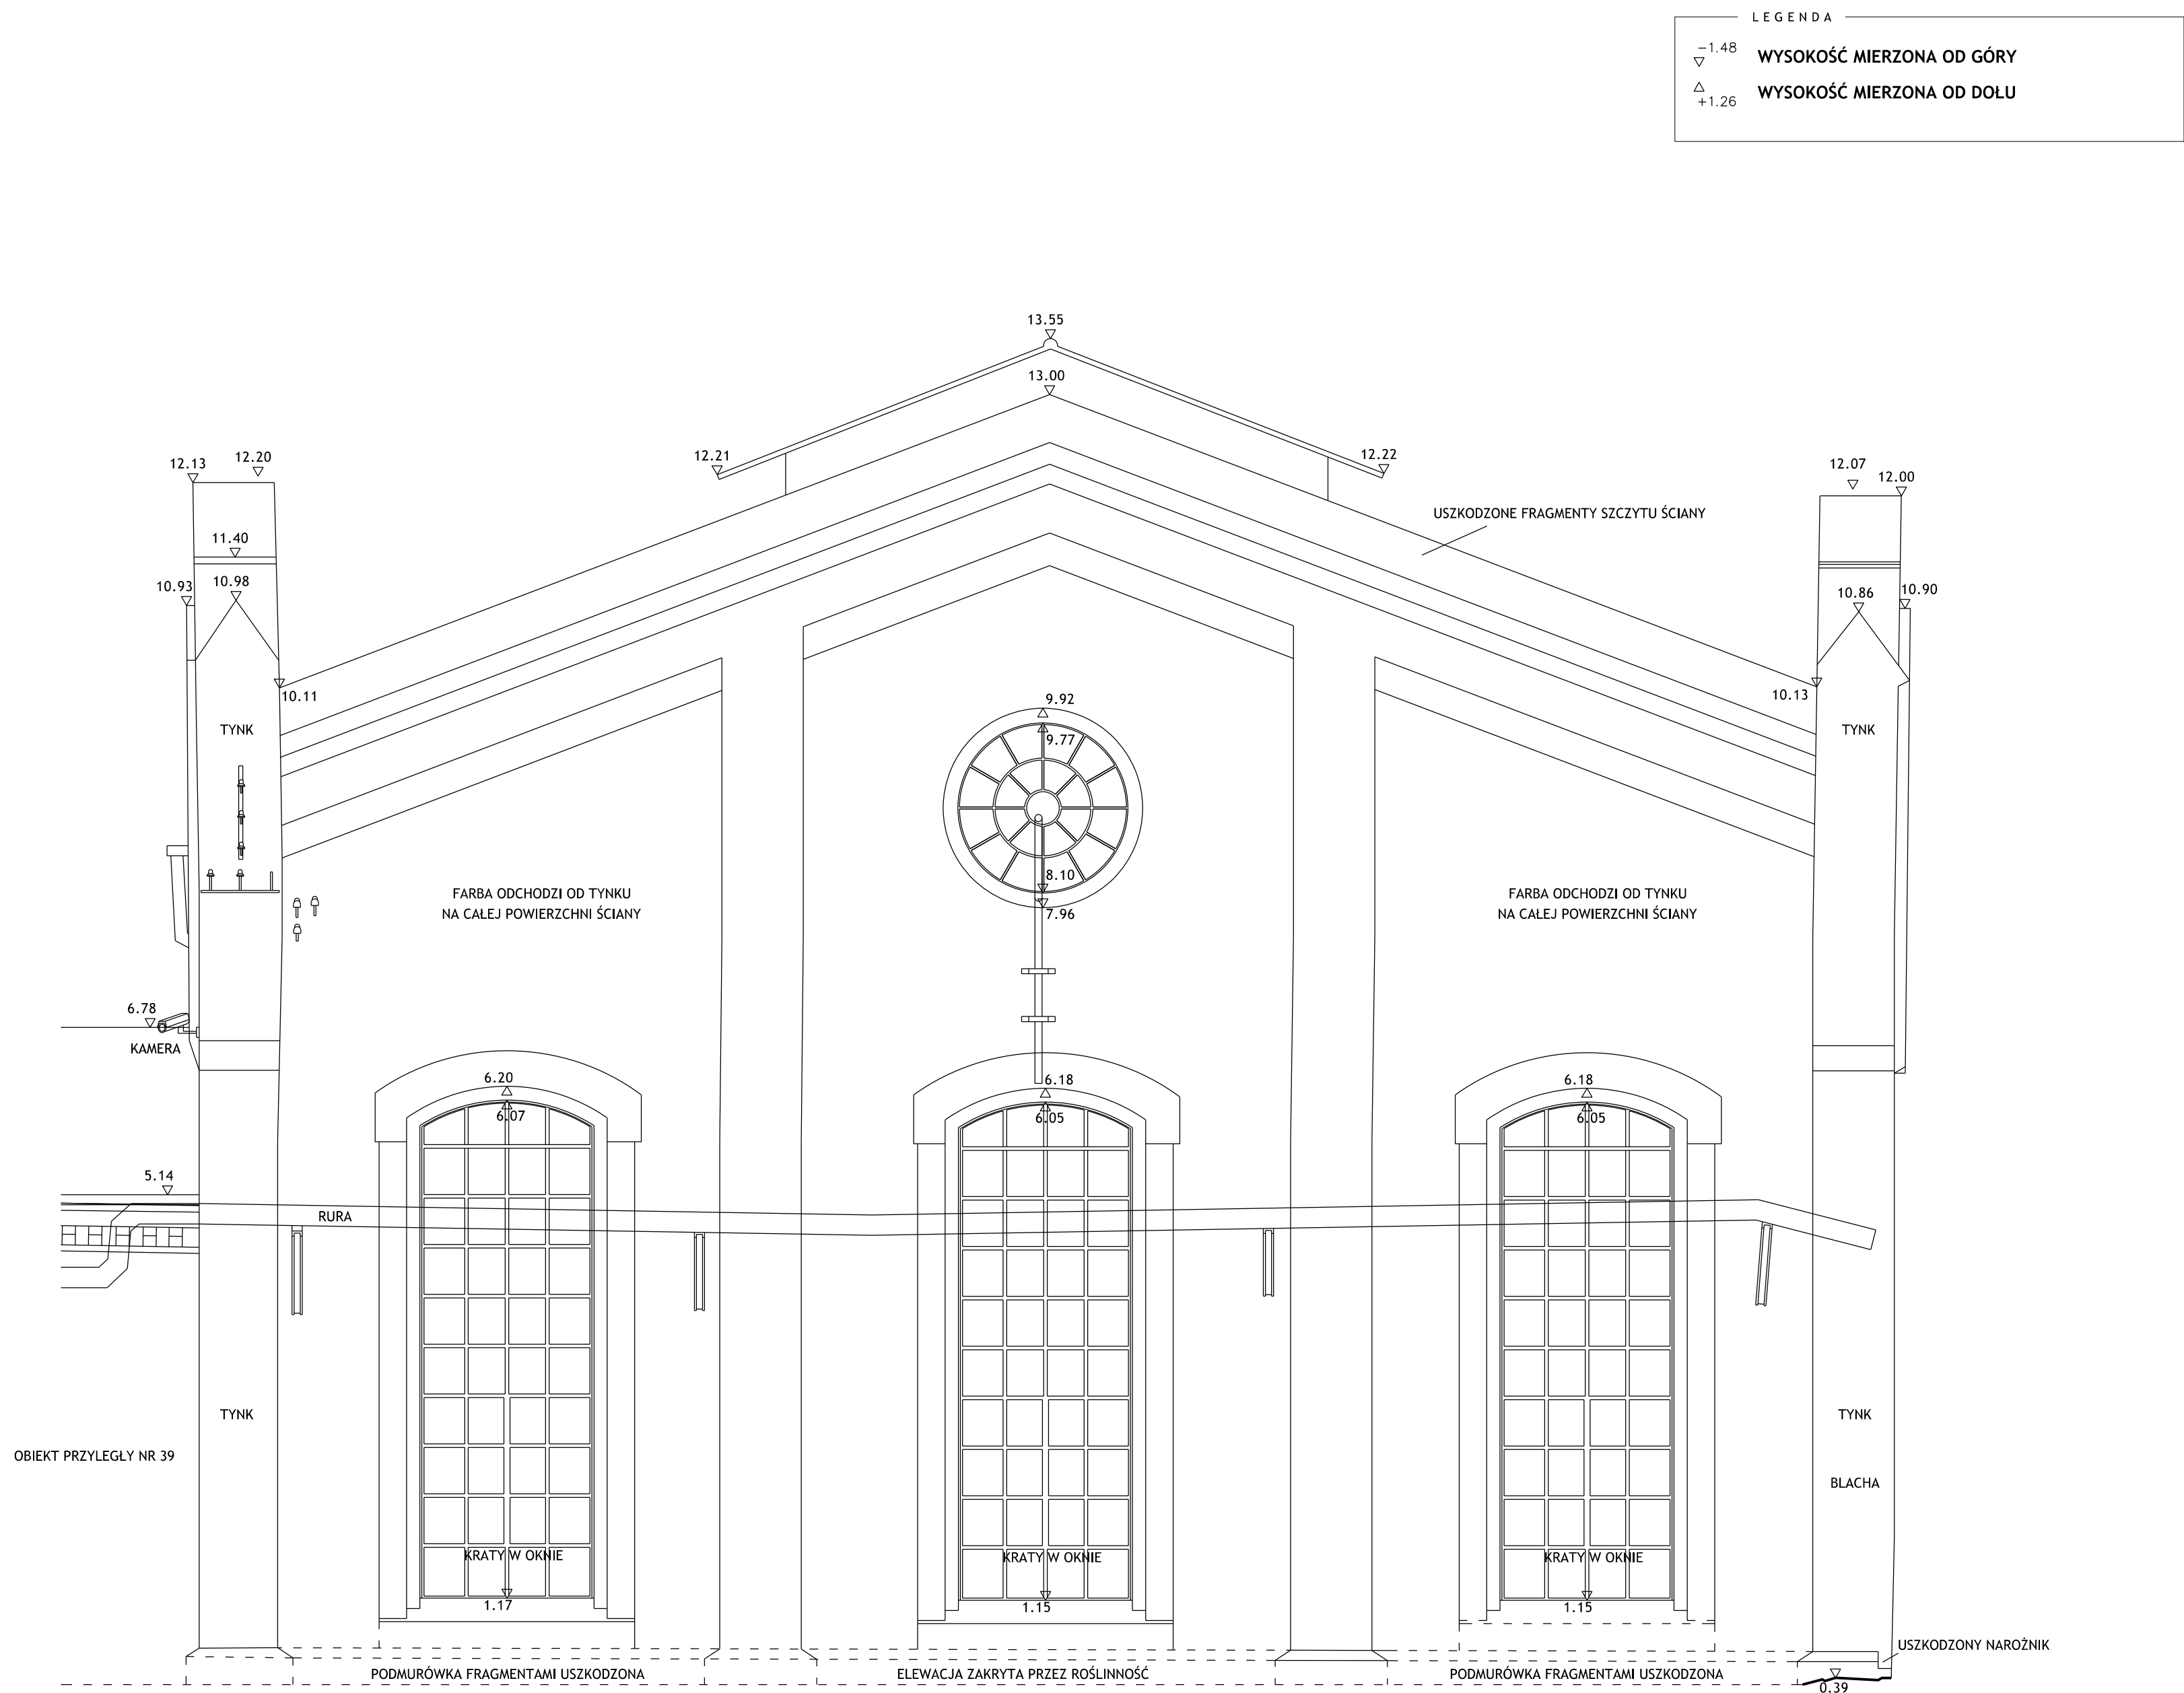 LEGENDA
-1.48
WYSOKOŚĆ MIERZONA OD GÓRY
+1.26
WYSOKOŚĆ MIERZONA OD DOŁU
13.55
13.00
12.21
12.22
12.13
12.20
12.07
12.00
USZKODZONE FRAGMENTY SZCZYTU ŚCIANY
11.40
10.93
10.98
10.86
10.90
10.11
10.13
9.92
TYNK
TYNK
9.77
8.10
FARBA ODCHODZI OD TYNKU
NA CAŁEJ POWIERZCHNI ŚCIANY
FARBA ODCHODZI OD TYNKU
NA CAŁEJ POWIERZCHNI ŚCIANY
7.96
6.78
KAMERA
6.20
6.18
6.18
6.07
6.05
6.05
5.14
RURA
TYNK
TYNK
OBIEKT PRZYLEGŁY NR 39
BLACHA
KRATY W OKNIE
KRATY W OKNIE
KRATY W OKNIE
1.17
1.15
1.15
USZKODZONY NAROŻNIK
PODMURÓWKA FRAGMENTAMI USZKODZONA
ELEWACJA ZAKRYTA PRZEZ ROŚLINNOŚĆ
PODMURÓWKA FRAGMENTAMI USZKODZONA
0.39